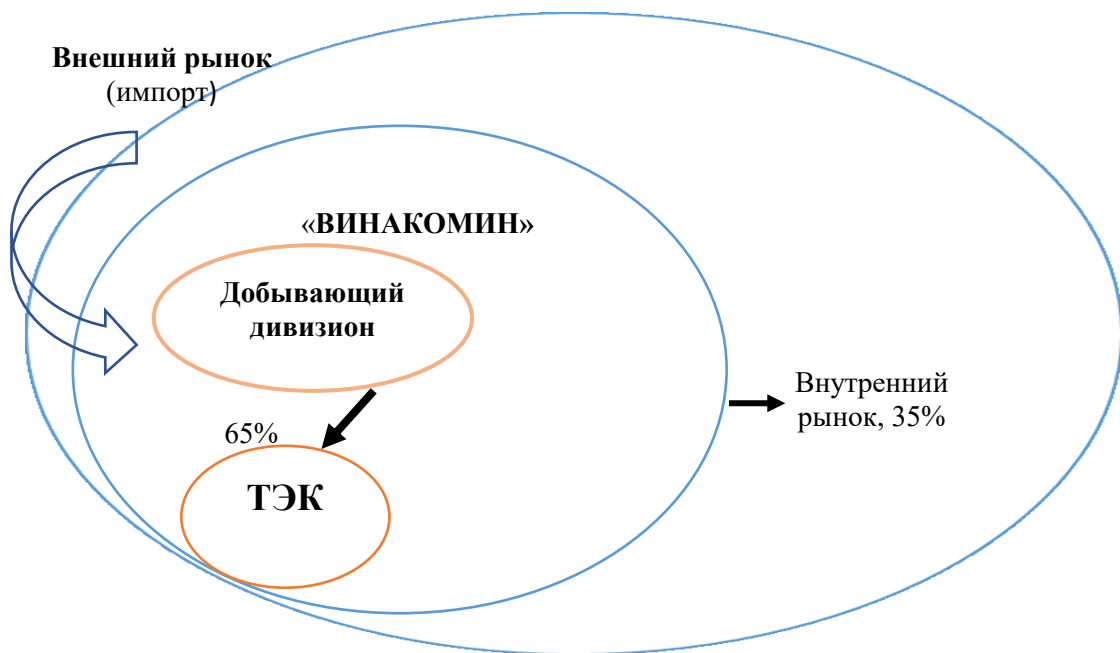 Внешний рынок
(импорт)
«ВИНАКОМИН»
Добывающий
дивизион
65%
ТЭК
Внутренний
рынок, 35%